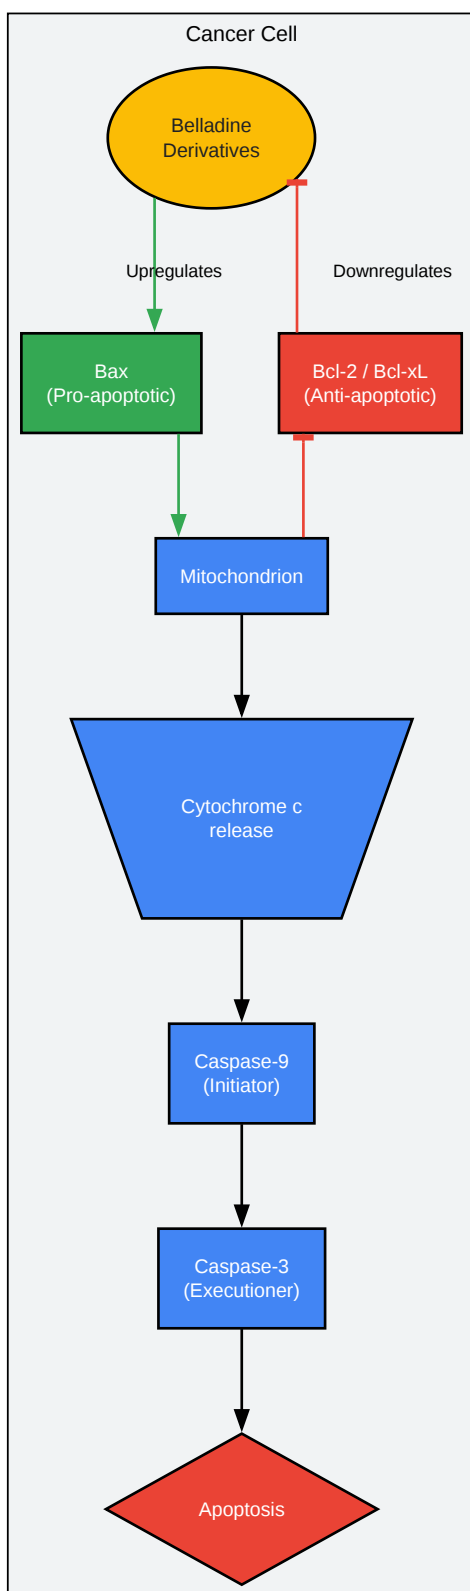 Cancer Cell
Belladine
Derivatives
Upregulates
Downregulates
Bax
(Pro-apoptotic)
Bcl-2 / Bcl-xL
(Anti-apoptotic)
Mitochondrion
Cytochrome c
release
Caspase-9
(Initiator)
Caspase-3
(Executioner)
Apoptosis